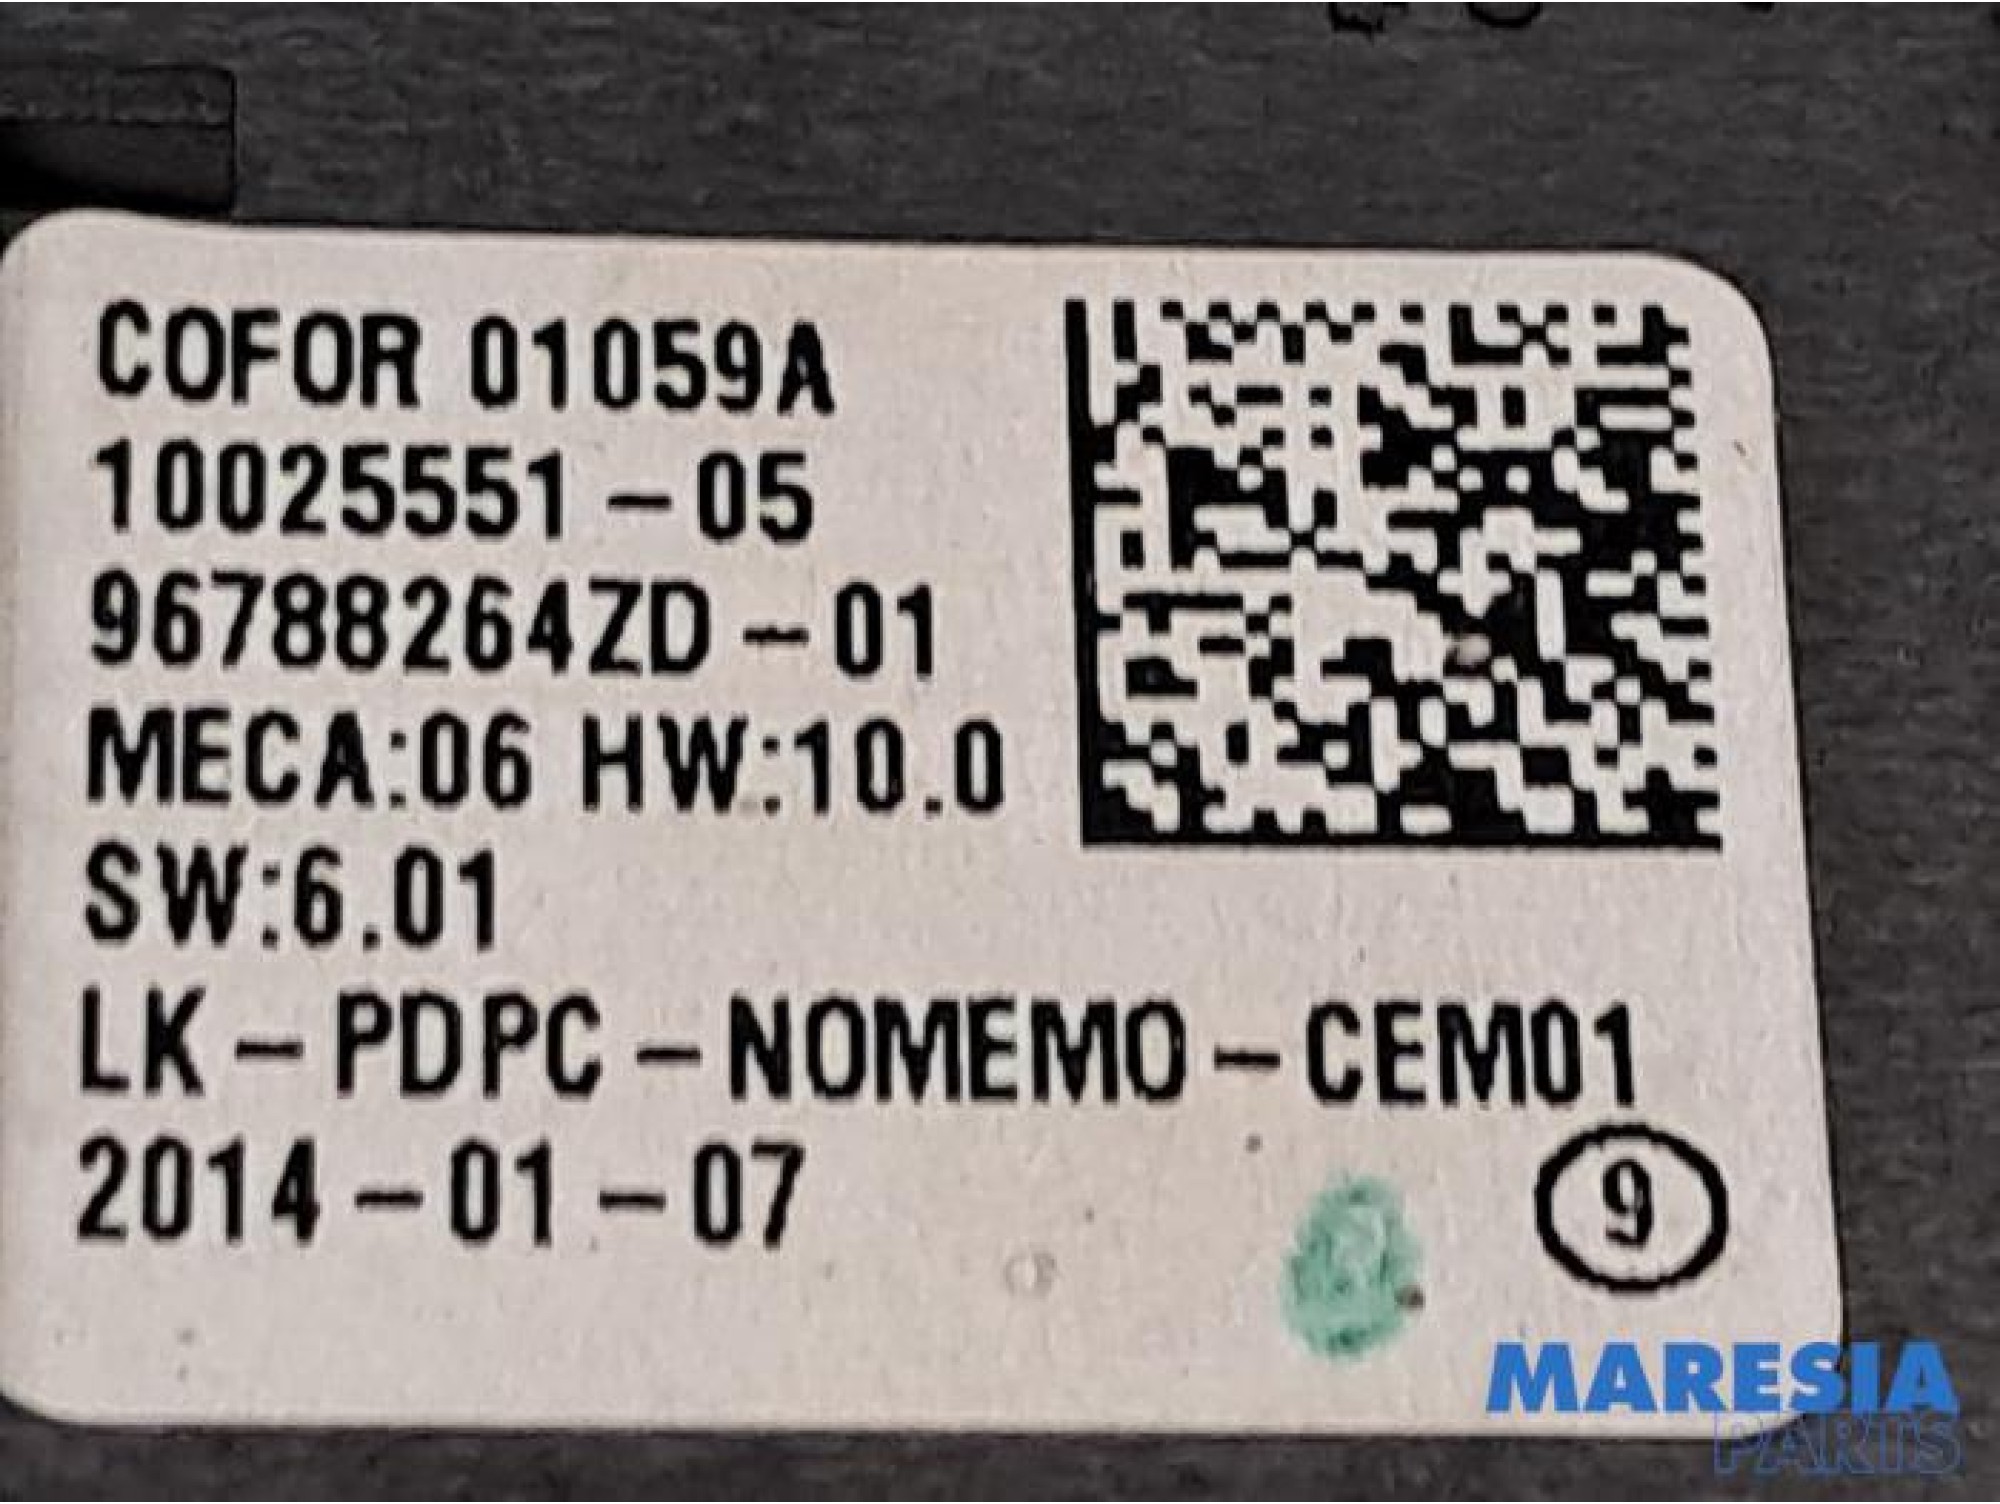 COFOR 01059A
10025551-05
96788264ZD-01
MECA:06 HW:10.0
SW:6.01
LK-PDPC-NOMEMO-CEM01
2014-01-07
9
MARESIA
PARTS